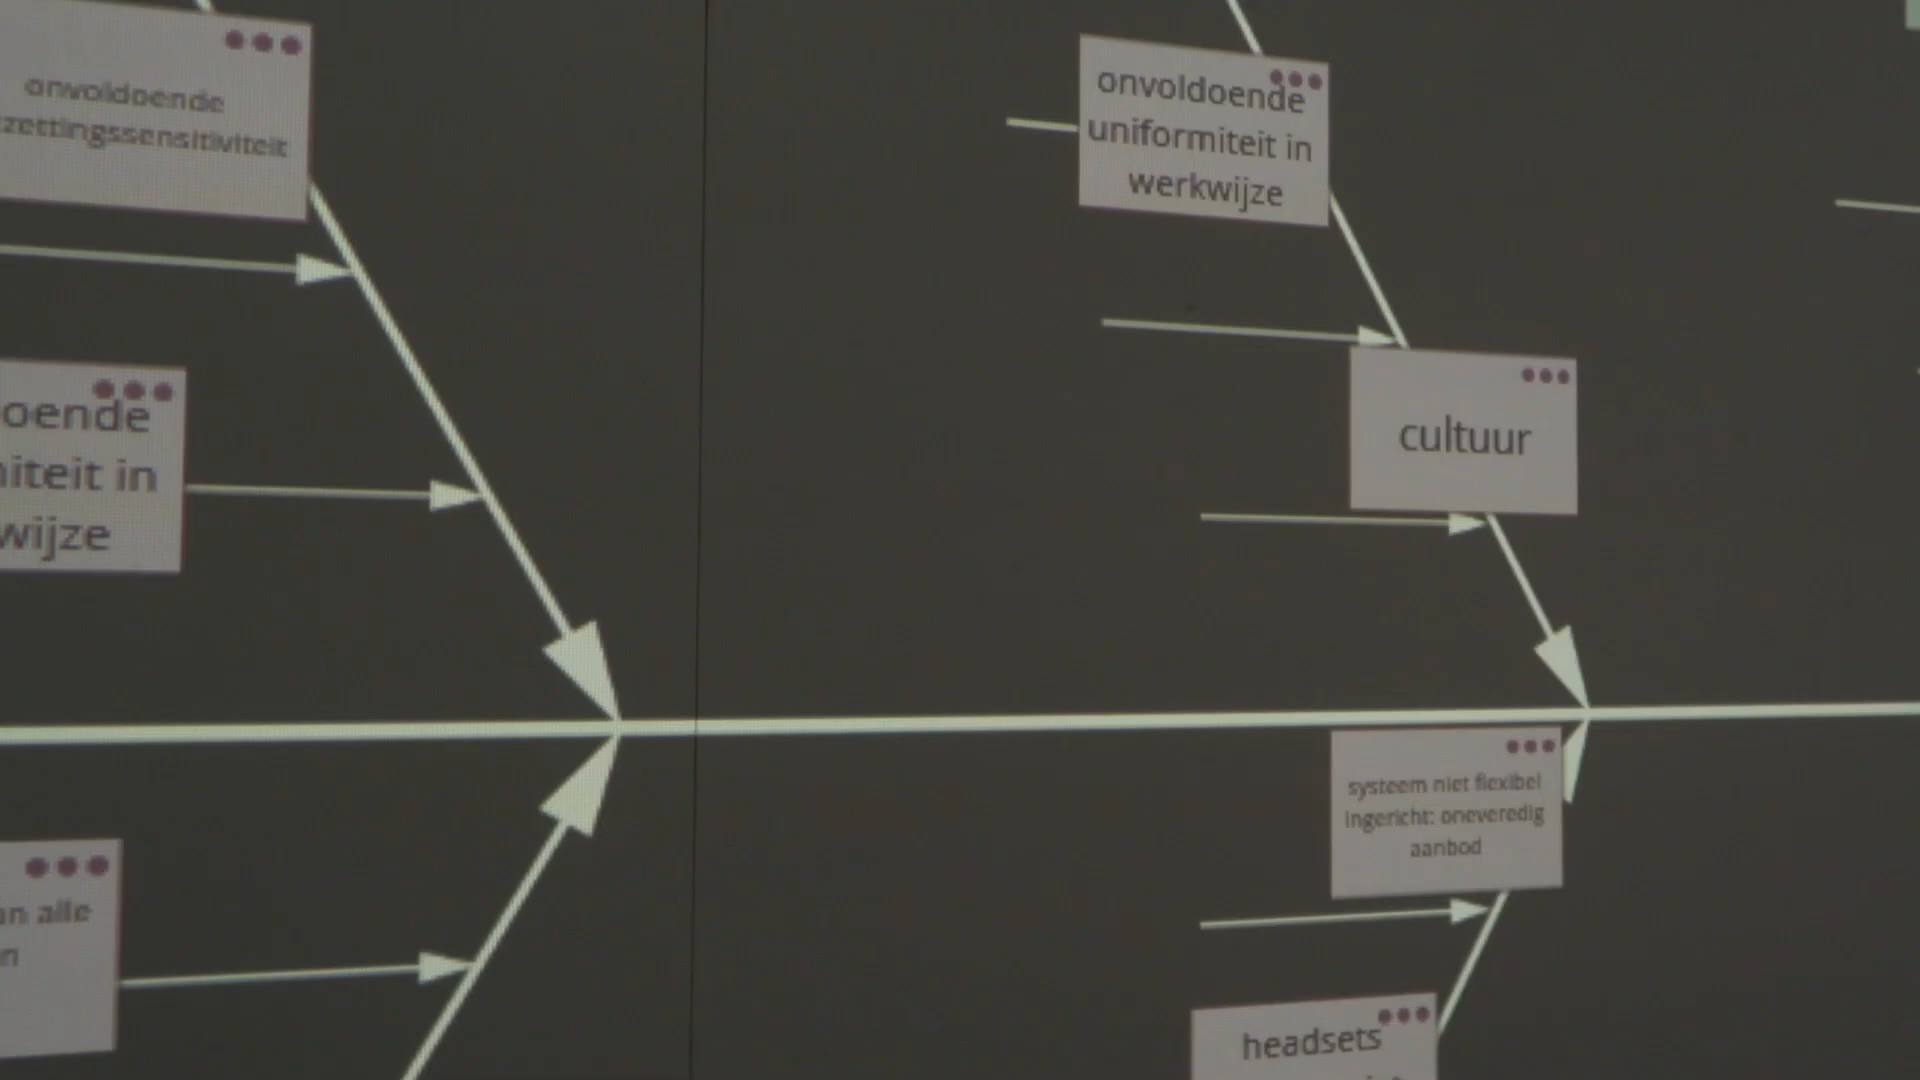 onvoldoende
zettingssensitiviteit
onvoldoende
uniformiteit in
werkwijze
oende
niteit in
wijze
cultuur
systeem niet flexibel
ingericht: oneveredig
aanbod
an alle
n
headsets